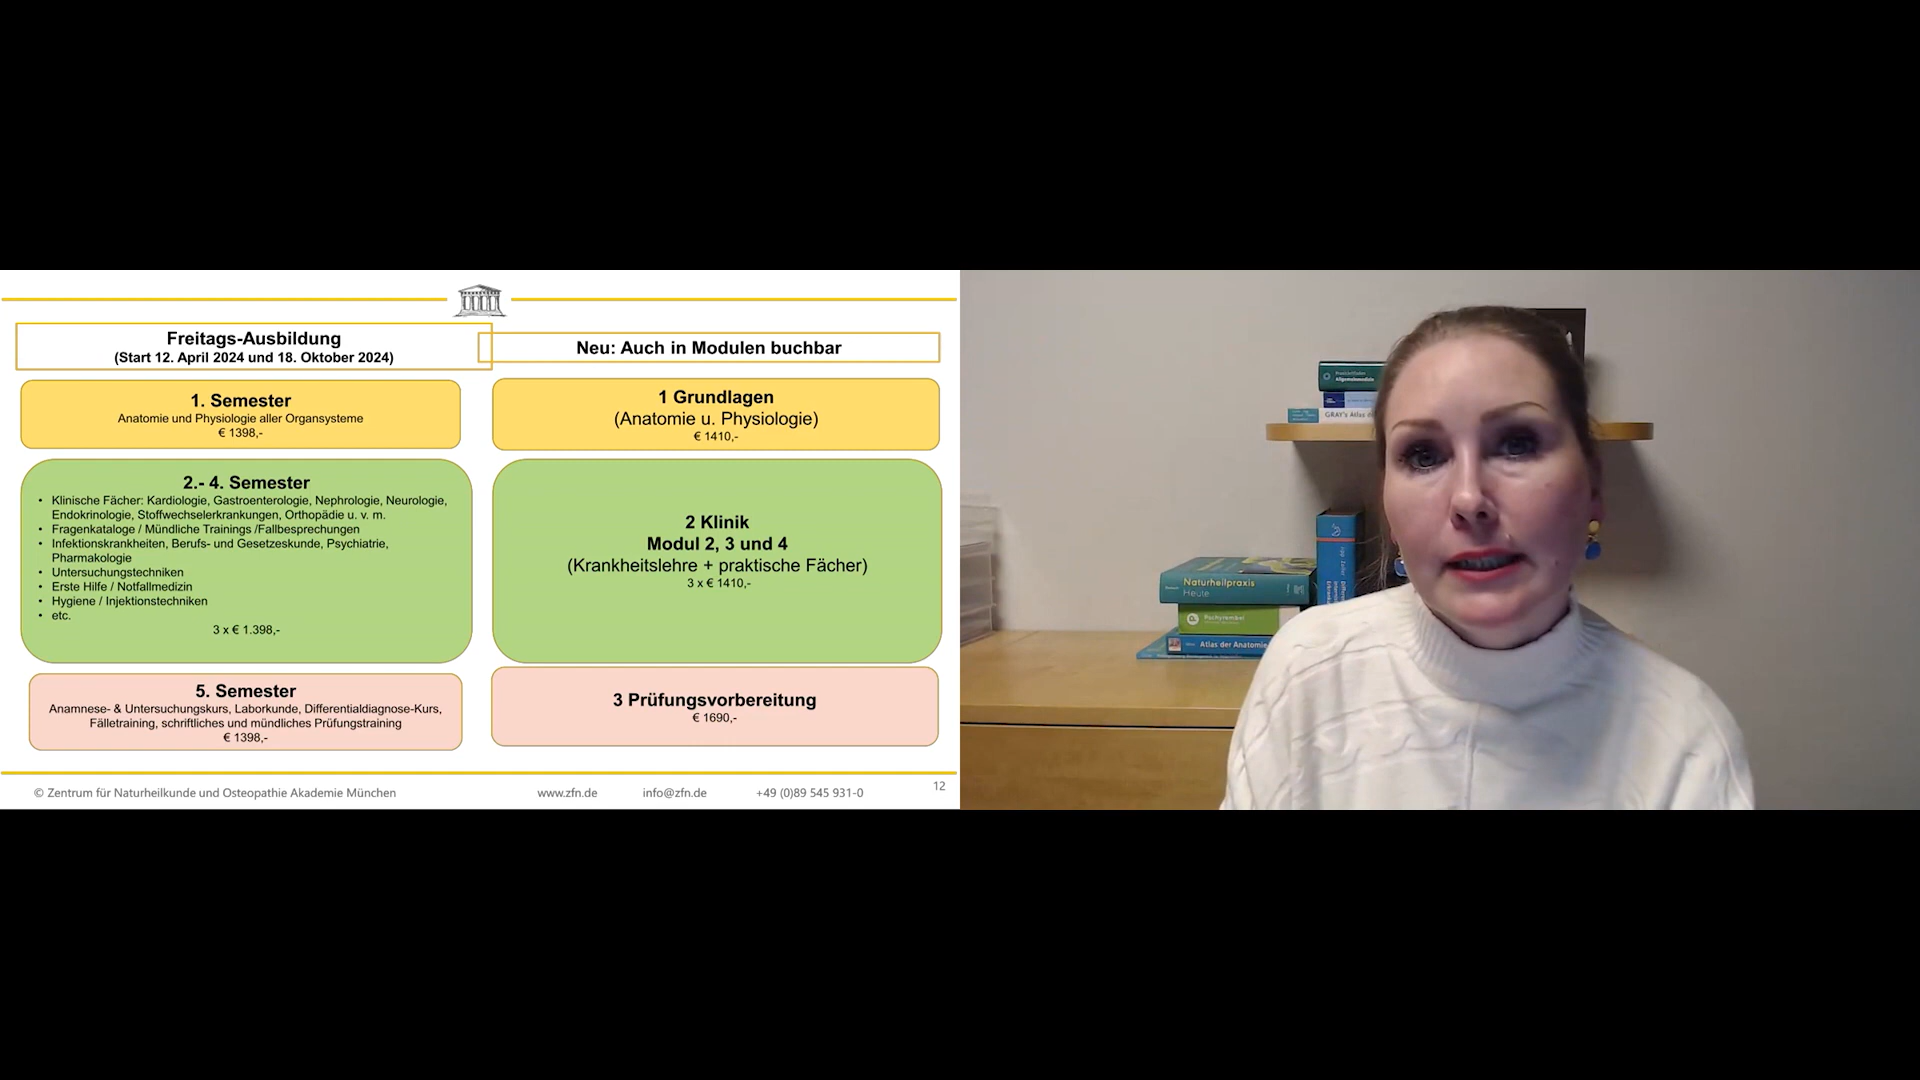 Freitags-Ausbildung
(Start 12. April 2024 und 18. Oktober 2024)
Neu: Auch in Modulen buchbar
1. Semester
Anatomie und Physiologie aller Organsysteme
€ 1398,-
1 Grundlagen
(Anatomie u. Physiologie)
€ 1410,-
2.- 4. Semester
• Klinische Fächer: Kardiologie, Gastroenterologie, Nephrologie, Neurologie,
Endokrinologie, Stoffwechselerkrankungen, Orthopädie u. v. m.
• Fragenkataloge / Mündliche Trainings /Fallbesprechungen
• Infektionskrankheiten, Berufs- und Gesetzeskunde, Psychiatrie,
Pharmakologie
• Untersuchungstechniken
• Erste Hilfe / Notfallmedizin
• Hygiene / Injektionstechniken
• etc.
3 x € 1.398,-
2 Klinik
Modul 2, 3 und 4
(Krankheitslehre + praktische Fächer)
3 x € 1410,-
5. Semester
Anamnese- & Untersuchungskurs, Laborkunde, Differentialdiagnose-Kurs,
Fälletraining, schriftliches und mündliches Prüfungstraining
€ 1398,-
3 Prüfungsvorbereitung
€ 1690,-
© Zentrum für Naturheilkunde und Osteopathie Akademie München
www.zfn.de
info@zfn.de
+49 (0)89 545 931-0
12
Allgemeinmedizin
GRAY's Atlas
Naturheilpraxis
Heute
Pschyrembel
Atlas der Anatomie